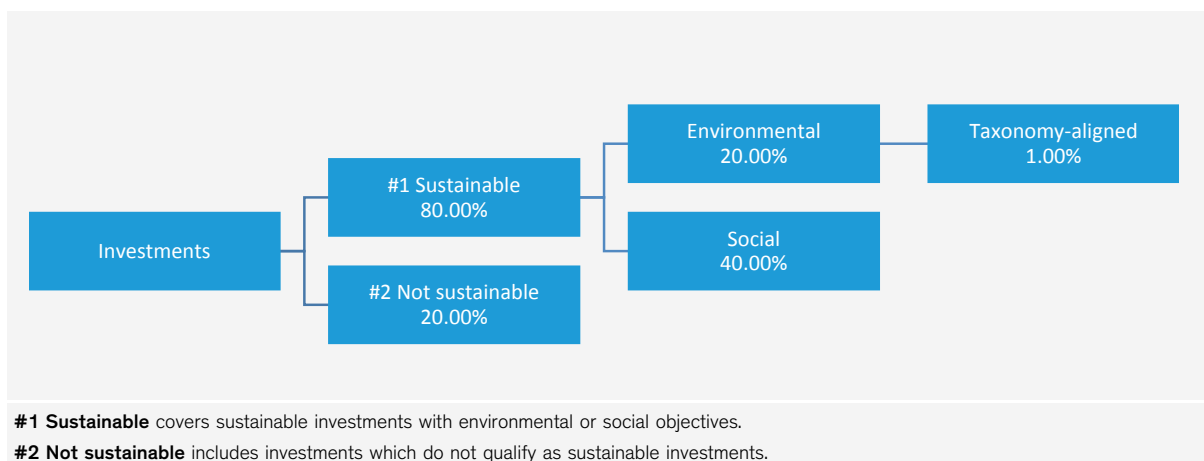 Environmental
20.00%
Taxonomy-aligned
1.00%
#1 Sustainable
80.00%
Social
40.00%
Investments
#2 Not sustainable
20.00%
#1 Sustainable covers sustainable investments with environmental or social objectives.
#2 Not sustainable includes investments which do not qualify as sustainable investments.